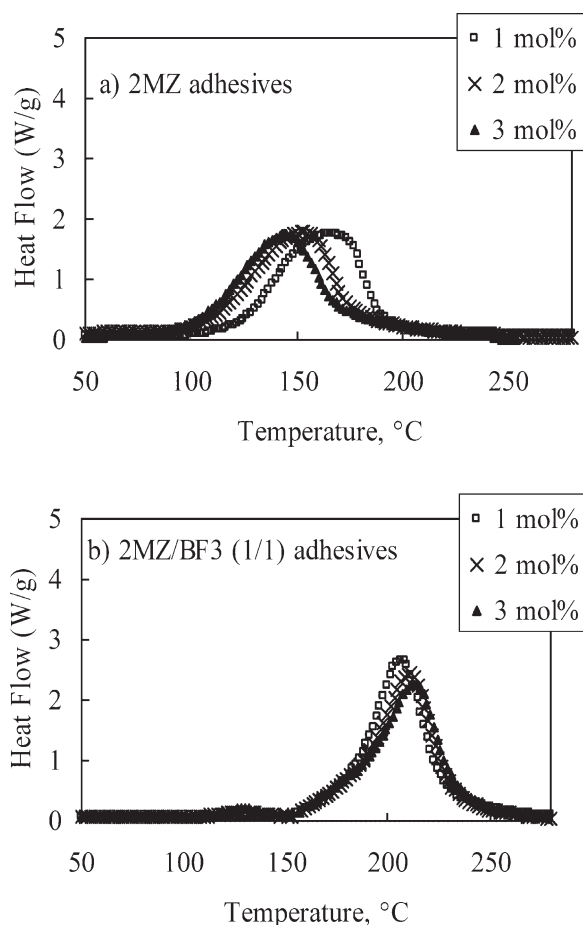 5
4
3
2
1
0
Heat Flow (W/g)
a) 2MZ adhesives
1 mol%
2 mol%
3 mol%
50 100 150 200 250
Temperature, °C
5
4
3
2
1
0
Heat Flow (W/g)
b) 2MZ/BF3 (1/1) adhesives
1 mol%
2 mol%
3 mol%
50 100 150 200 250
Temperature, °C